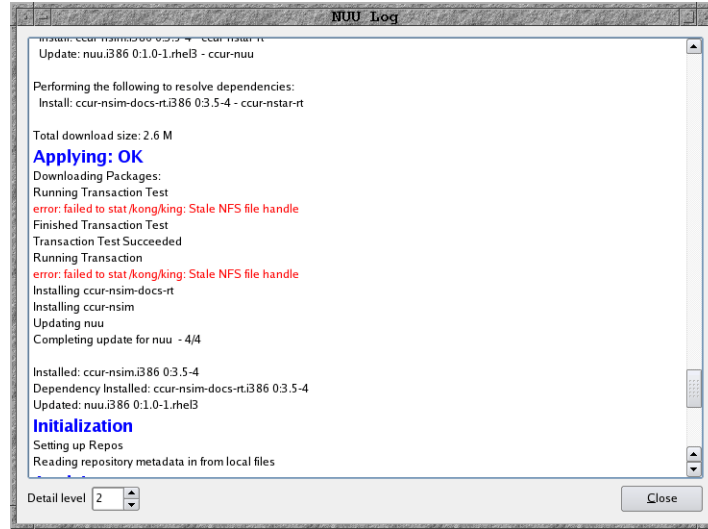 NUU Log
Update: nuu.i386 0:1.0-1.rhel3 - ccur-nuu
Performing the following to resolve dependencies:
Install: ccur-nsim-docs-rt.i386 0:3.5-4 - ccur-nstar-rt
Total download size: 2.6 M
Applying: OK
Downloading Packages:
Running Transaction Test
error: failed to stat /kong/king: Stale NFS file handle
Finished Transaction Test
Transaction Test Succeeded
Running Transaction
error: failed to stat /kong/king: Stale NFS file handle
Installing ccur-nsim-docs-rt
Installing ccur-nsim
Updating nuu
Completing update for nuu - 4/4
Installed: ccur-nsim.i386 0:3.5-4
Dependency Installed: ccur-nsim-docs-rt.i386 0:3.5-4
Updated: nuu.i386 0:1.0-1.rhel3
Initialization
Setting up Repos
Reading repository metadata in from local files
Detail level 2
Close